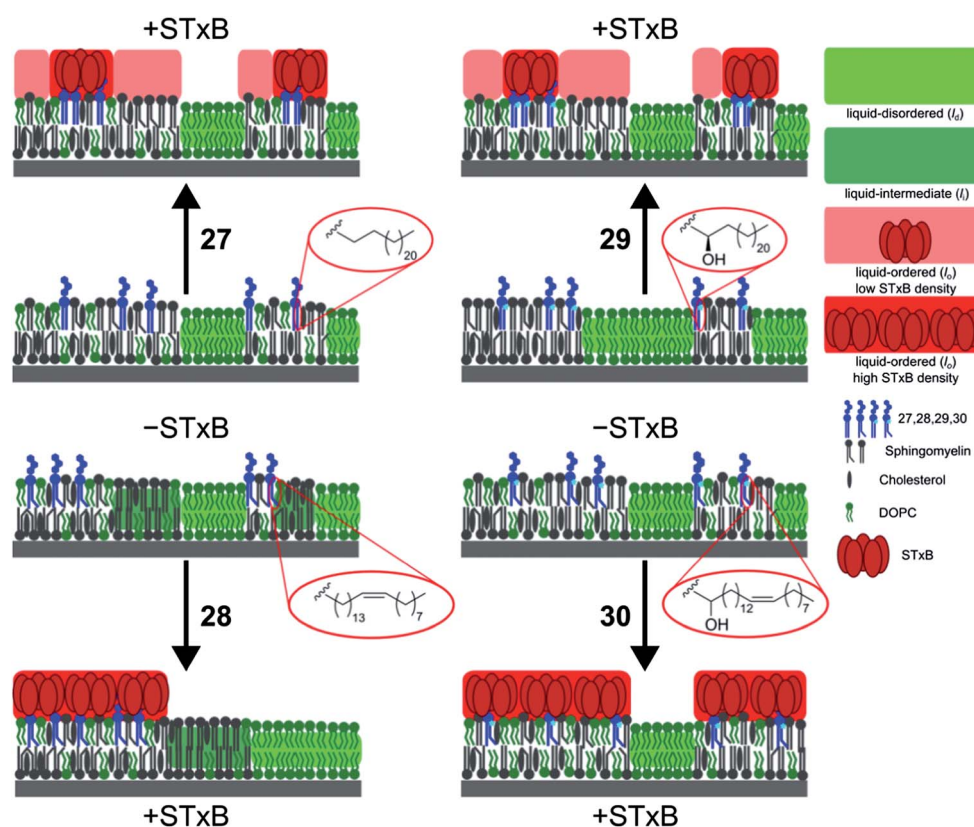 +STxB
+STxB
liquid-disordered (ld)
liquid-intermediate (li)
27
20
29
OH
20
liquid-ordered (lo)
low STxB density
liquid-ordered (lo)
high STxB density
−STxB
−STxB
27,28,29,30
Sphingomyelin
Cholesterol
DOPC
STxB
28
13
7
30
OH
12
7
+STxB
+STxB